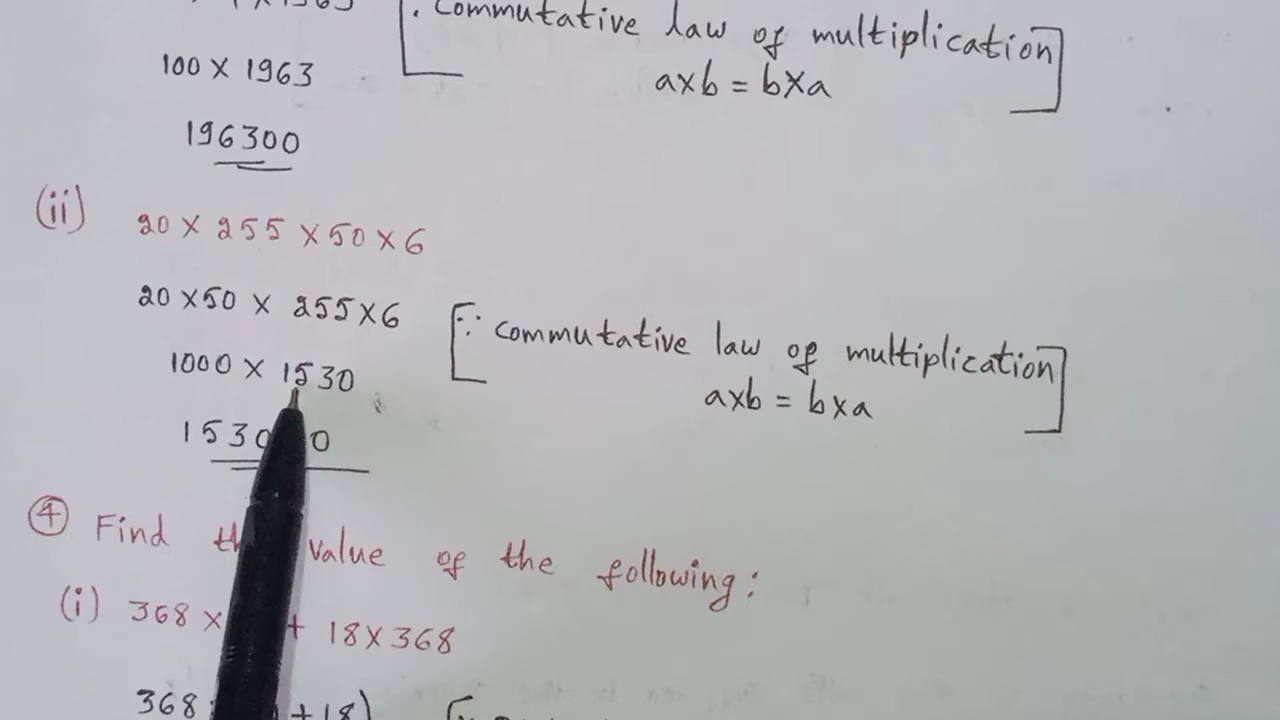 [∵ commutative law of multiplication
100 × 1963
a×b = b×a]
196300
(ii) 20 × 255 × 50 × 6
20 × 50 × 255 × 6
[∵ commutative law of multiplication
1000 × 1530
a×b = b×a]
④ Find value of the following:
(i) 368 × + 18 × 368
368 + 18)